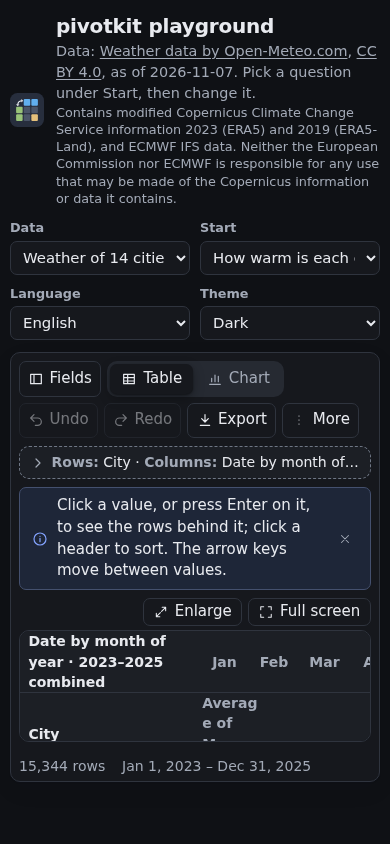 pivotkit playground
Data: Weather data by Open-Meteo.com, CC
BY 4.0, as of 2026-11-07. Pick a question
under Start, then change it.
Contains modified Copernicus Climate Change
Service information 2023 (ERA5) and 2019 (ERA5-
Land), and ECMWF IFS data. Neither the European
Commission nor ECMWF is responsible for any use
that may be made of the Copernicus information
or data it contains.
Data Start
Weather of 14 citie How warm is each
Language Theme
English Dark
Fields Table Chart
Undo Redo Export More
Rows: City · Columns: Date by month of...
Click a value, or press Enter on it,
to see the rows behind it; click a
header to sort. The arrow keys
move between values.
Enlarge Full screen
Date by month of
year · 2023–2025
combined
Jan Feb Mar
Averag
e of
City
15,344 rows Jan 1, 2023 – Dec 31, 2025